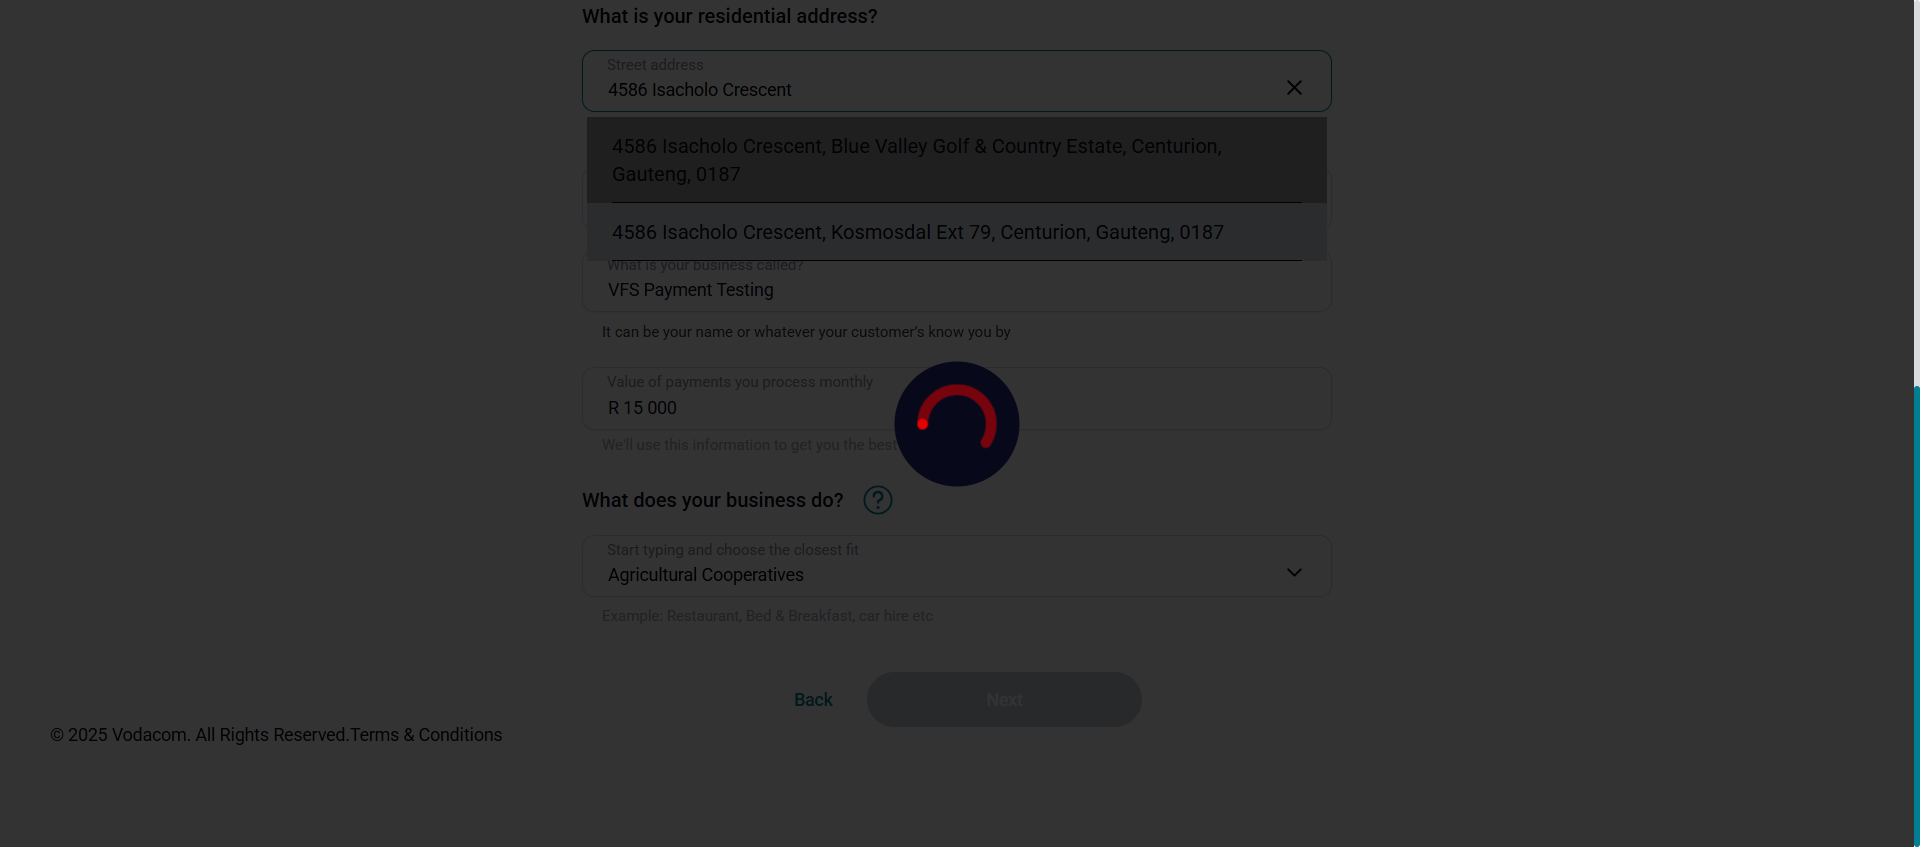 What is your residential address?
Street address
4586 Isacholo Crescent
4586 Isacholo Crescent, Blue Valley Golf & Country Estate, Centurion,
Gauteng, 0187
4586 Isacholo Crescent, Kosmosdal Ext 79, Centurion, Gauteng, 0187
What is your business called?
VFS Payment Testing
It can be your name or whatever your customer's know you by
Value of payments you process monthly
R 15 000
We'll use this information to get you the best
What does your business do?
Start typing and choose the closest fit
Agricultural Cooperatives
Example: Restaurant, Bed & Breakfast, car hire etc
Back
Next
© 2025 Vodacom. All Rights Reserved.Terms & Conditions